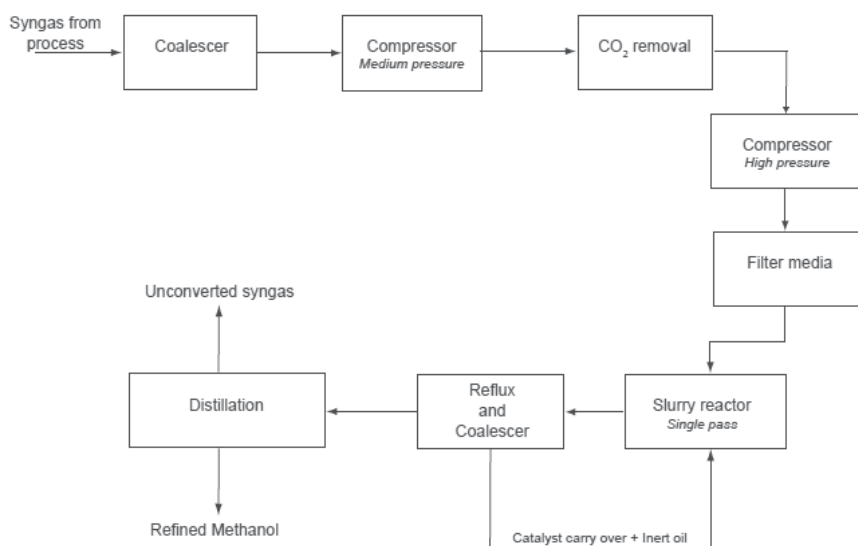 Syngas from
process
Coalescer
Compressor
Medium pressure
CO₂ removal
Compressor
High pressure
Filter media
Unconverted syngas
Distillation
Reflux
and
Coalescer
Slurry reactor
Single pass
Refined Methanol
Catalyst carry over + Inert oil